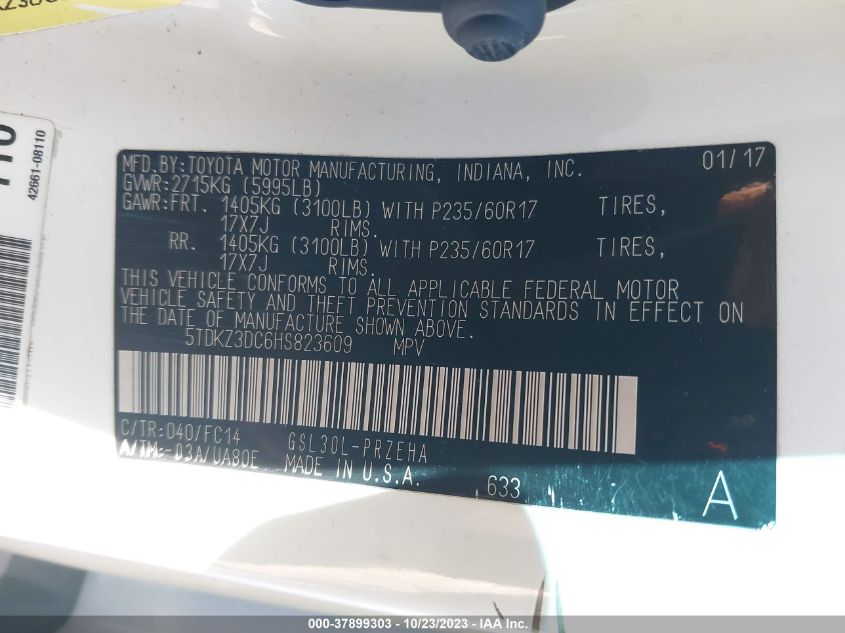 42661-08110
MFD.BY:TOYOTA MOTOR MANUFACTURING, INDIANA, INC. 01/17
GVWR:2715KG (5995LB)
GAWR:FRT. 1405KG (3100LB) WITH P235/60R17 TIRES,
17X7J RIMS.
RR. 1405KG (3100LB) WITH P235/60R17 TIRES,
17X7J RIMS.
THIS VEHICLE CONFORMS TO ALL APPLICABLE FEDERAL MOTOR
VEHICLE SAFETY AND THEFT PREVENTION STANDARDS IN EFFECT ON
THE DATE OF MANUFACTURE SHOWN ABOVE.
5TDKZ3DC6HS823609 MPV
C/TR:040/FC14 GSL30L-PRZEHA
A/TM:-03A/UA80E MADE IN U.S.A.
633 A
000-37899303 - 10/23/2023 - © IAA Inc.